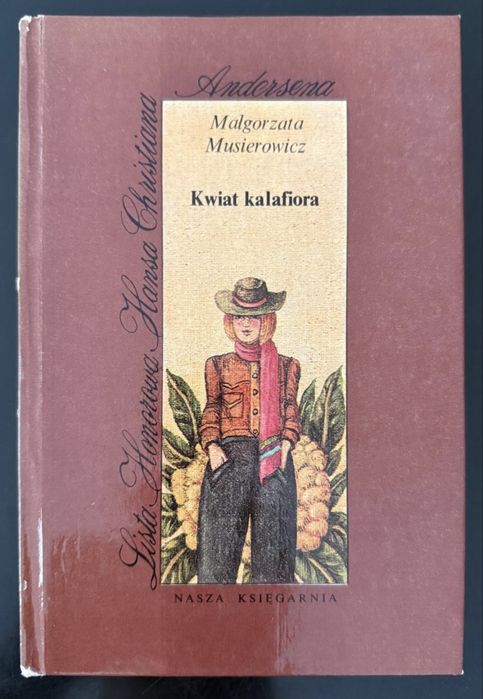 Lista Honorowa Hansa Christiana
Andersena
Małgorzata
Musierowicz
Kwiat kalafiora
NASZA KSIĘGARNIA